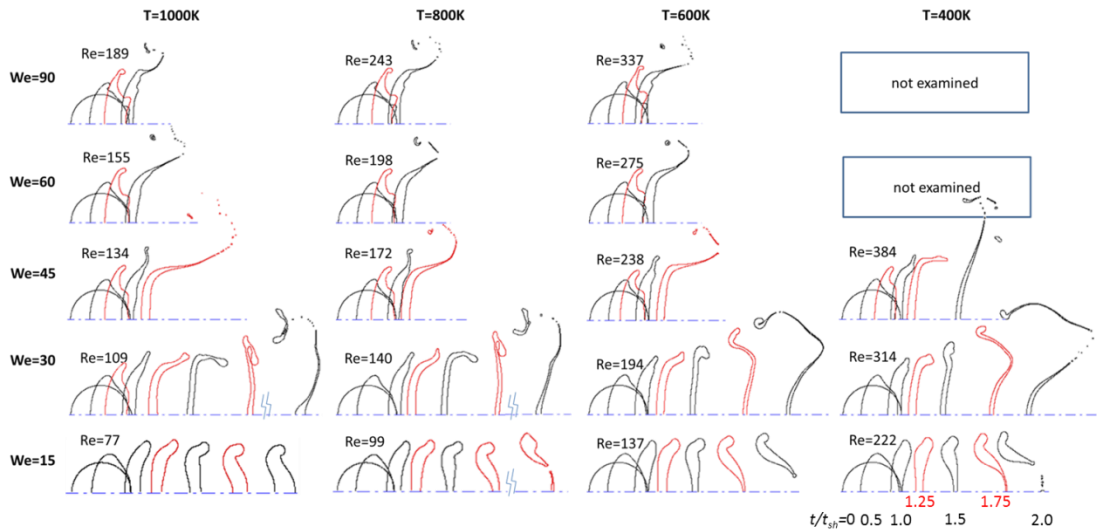 T=1000K T=800K T=600K T=400K
We=90 Re=189 Re=243 Re=337 not examined
We=60 Re=155 Re=198 Re=275 not examined
We=45 Re=134 Re=172 Re=238 Re=384
We=30 Re=109 Re=140 Re=194 Re=314
We=15 Re=77 Re=99 Re=137 Re=222
1.25 1.75
t/tsh=0 0.5 1.0 1.5 2.0